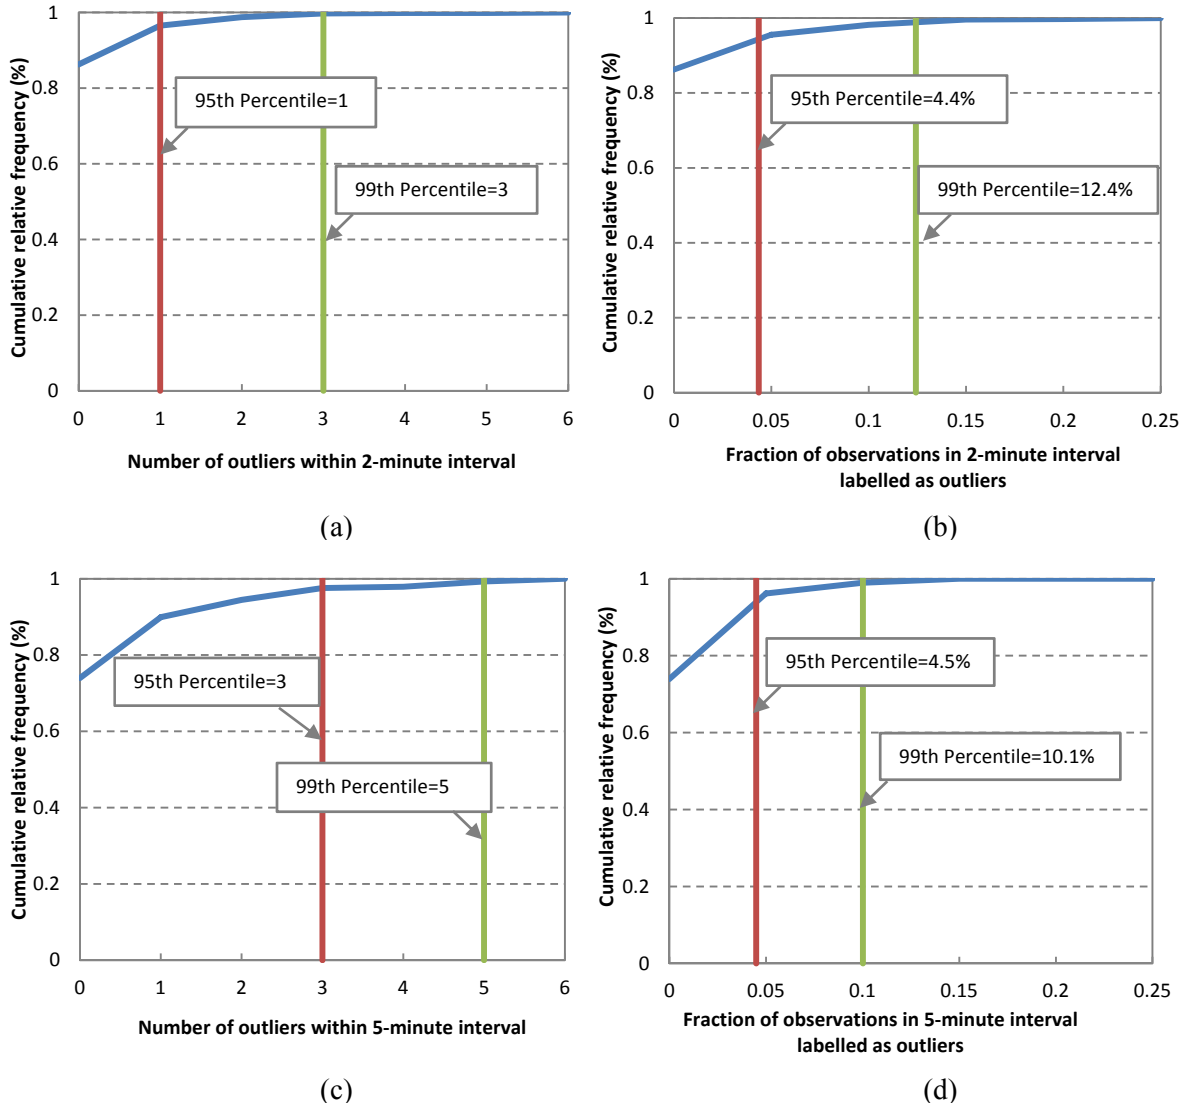 Cumulative relative frequency (%)
1
0.8
0.6
0.4
0.2
0
95th Percentile=1
99th Percentile=3
0 1 2 3 4 5 6
Number of outliers within 2-minute interval
(a)
Cumulative relative frequency (%)
1
0.8
0.6
0.4
0.2
0
95th Percentile=4.4%
99th Percentile=12.4%
0 0.05 0.1 0.15 0.2 0.25
Fraction of observations in 2-minute interval
labelled as outliers
(b)
Cumulative relative frequency (%)
1
0.8
0.6
0.4
0.2
0
95th Percentile=3
99th Percentile=5
0 1 2 3 4 5 6
Number of outliers within 5-minute interval
(c)
Cumulative relative frequency (%)
1
0.8
0.6
0.4
0.2
0
95th Percentile=4.5%
99th Percentile=10.1%
0 0.05 0.1 0.15 0.2 0.25
Fraction of observations in 5-minute interval
labelled as outliers
(d)